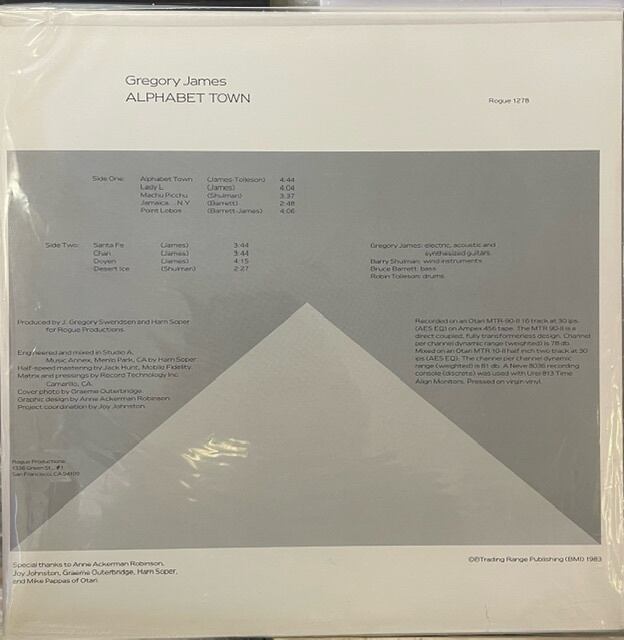 Gregory James
ALPHABET TOWN
Rogue 1278
Side One: Alphabet Town (James-Tolleson) 4:44
Lady L (James) 4:04
Machu Picchu (Shulman) 3:37
Jamaica... N.Y. (Barrett) 2:48
Point Lobos (Barrett-James) 4:06
Side Two: Santa Fe (James) 3:44
Chan (James) 3:44
Doyen (James) 4:15
Desert Ice (Shulman) 2:27
Gregory James: electric, acoustic and
synthesized guitars.
Barry Shulman: wind instruments
Bruce Barrett: bass
Robin Tolleson: drums
Produced by J. Gregory Swendsen and Harn Soper
for Rogue Productions.
Engineered and mixed in Studio A,
Music Annex, Menlo Park, CA by Harn Soper
Half-speed mastering by Jack Hunt, Mobile Fidelity.
Matrix and pressings by Record Technology Inc.
Camarillo, CA.
Cover photo by Graeme Outerbridge.
Graphic design by Anne Ackerman Robinson.
Project coordination by Joy Johnston.
Recorded on an Otari MTR-90-II 16 track at 30 ips.
(AES EQ) on Ampex 456 tape. The MTR 90-II is a
direct coupled, fully transformerless design. Channel
per channel dynamic range (weighted) is 78 db.
Mixed on an Otari MTR 10-II half inch two track at 30
ips (AES EQ). The channel per channel dynamic
range (weighted) is 81 db. A Neve 8036 recording
console (discrete) was used with Urei 813 Time
Align Monitors. Pressed on virgin vinyl.
Rogue Productions
1336 Green St., #1
San Francisco, CA 94109
Special thanks to Anne Ackerman Robinson,
Joy Johnston, Graeme Outerbridge, Harn Soper,
and Mike Pappas of Otari.
©℗Trading Range Publishing (BMI) 1983